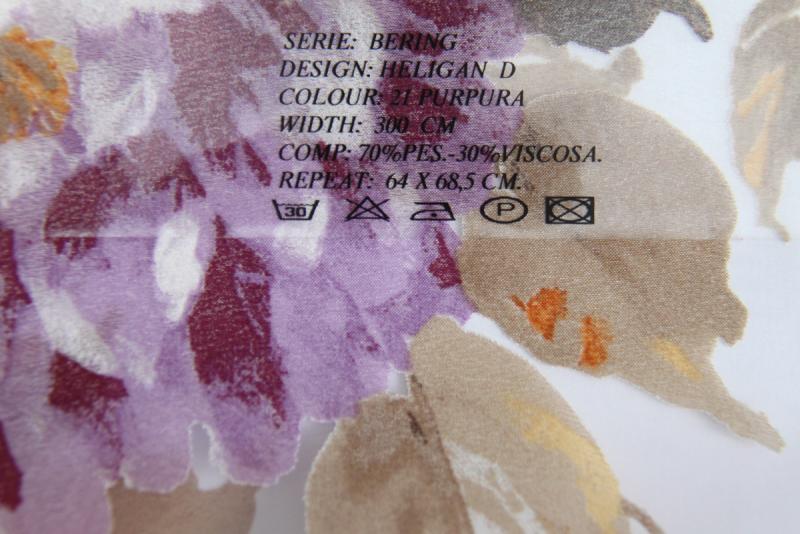 SERIE: BERING
DESIGN: HELIGAN D
COLOUR: 21 PURPURA
WIDTH: 300 CM
COMP: 70%PES.-30%VISCOSA.
REPEAT: 64 X 68,5 CM.
30 P